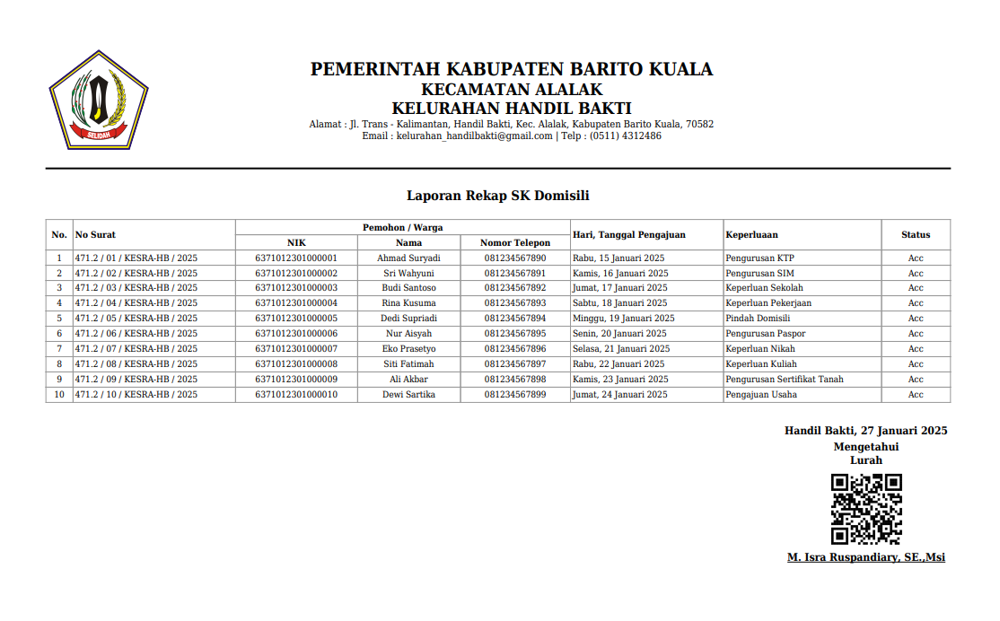 SELIDAH
PEMERINTAH KABUPATEN BARITO KUALA
KECAMATAN ALALAK
KELURAHAN HANDIL BAKTI
Alamat : Jl. Trans - Kalimantan, Handil Bakti, Kec. Alalak, Kabupaten Barito Kuala, 70582
Email : kelurahan_handilbakti@gmail.com | Telp : (0511) 4312486
Laporan Rekap SK Domisili
No. No Surat Pemohon / Warga Hari, Tanggal Pengajuan Keperluaan Status
NIK Nama Nomor Telepon
1 471.2 / 01 / KESRA-HB / 2025 6371012301000001 Ahmad Suryadi 081234567890 Rabu, 15 Januari 2025 Pengurusan KTP Acc
2 471.2 / 02 / KESRA-HB / 2025 6371012301000002 Sri Wahyuni 081234567891 Kamis, 16 Januari 2025 Pengurusan SIM Acc
3 471.2 / 03 / KESRA-HB / 2025 6371012301000003 Budi Santoso 081234567892 Jumat, 17 Januari 2025 Keperluan Sekolah Acc
4 471.2 / 04 / KESRA-HB / 2025 6371012301000004 Rina Kusuma 081234567893 Sabtu, 18 Januari 2025 Keperluan Pekerjaan Acc
5 471.2 / 05 / KESRA-HB / 2025 6371012301000005 Dedi Supriadi 081234567894 Minggu, 19 Januari 2025 Pindah Domisili Acc
6 471.2 / 06 / KESRA-HB / 2025 6371012301000006 Nur Aisyah 081234567895 Senin, 20 Januari 2025 Pengurusan Paspor Acc
7 471.2 / 07 / KESRA-HB / 2025 6371012301000007 Eko Prasetyo 081234567896 Selasa, 21 Januari 2025 Keperluan Nikah Acc
8 471.2 / 08 / KESRA-HB / 2025 6371012301000008 Siti Fatimah 081234567897 Rabu, 22 Januari 2025 Keperluan Kuliah Acc
9 471.2 / 09 / KESRA-HB / 2025 6371012301000009 Ali Akbar 081234567898 Kamis, 23 Januari 2025 Pengurusan Sertifikat Tanah Acc
10 471.2 / 10 / KESRA-HB / 2025 6371012301000010 Dewi Sartika 081234567899 Jumat, 24 Januari 2025 Pengajuan Usaha Acc
Handil Bakti, 27 Januari 2025
Mengetahui
Lurah
M. Isra Ruspandiary, SE.,Msi